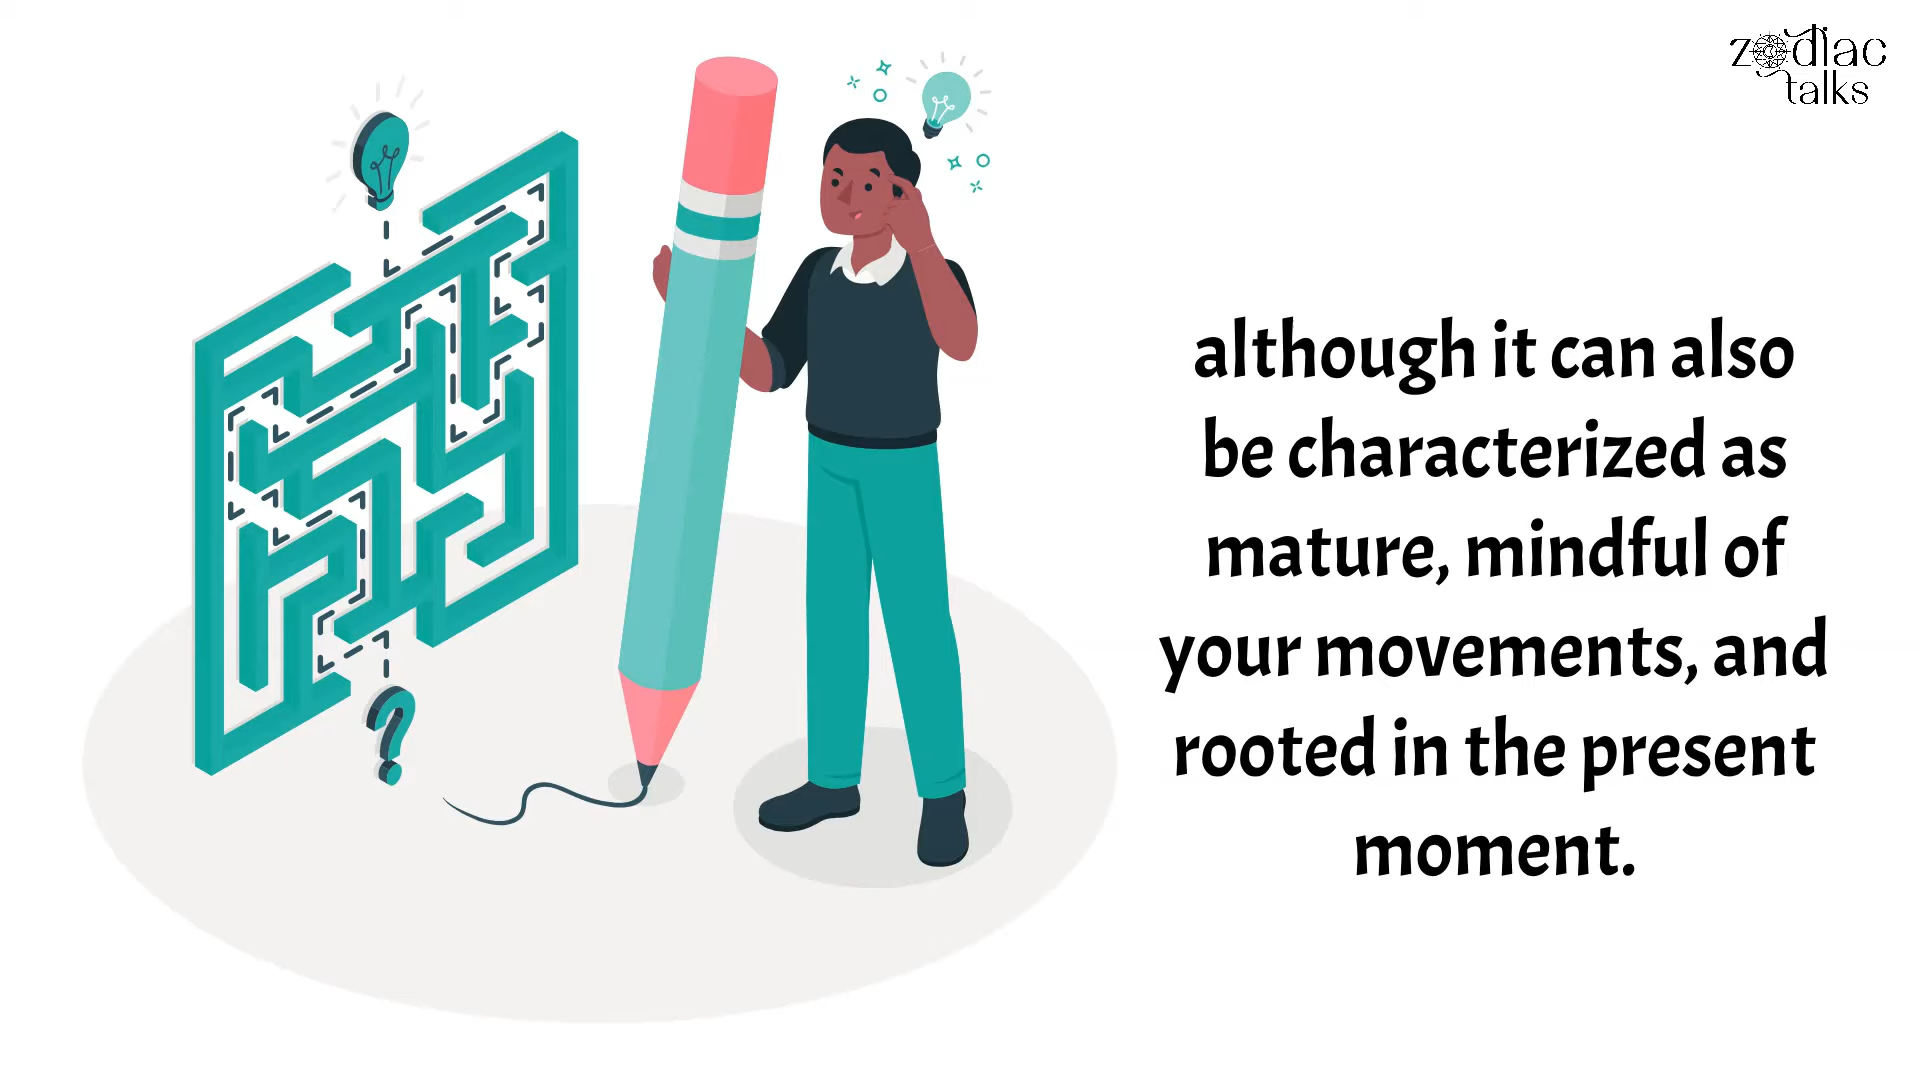 zodiac
talks
although it can also
be characterized as
mature, mindful of
your movements, and
rooted in the present
moment.
?